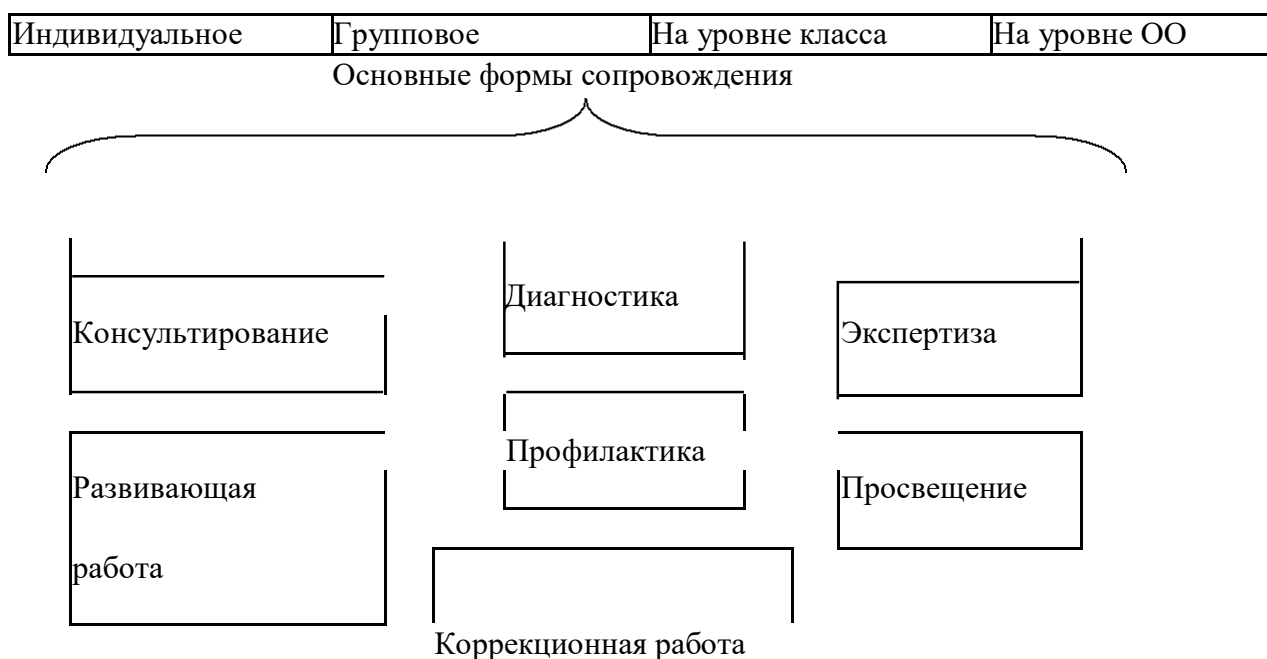 Индивидуальное Групповое На уровне класса На уровне ОО
Основные формы сопровождения
Консультирование
Диагностика
Экспертиза
Развивающая
работа
Профилактика
Просвещение
Коррекционная работа